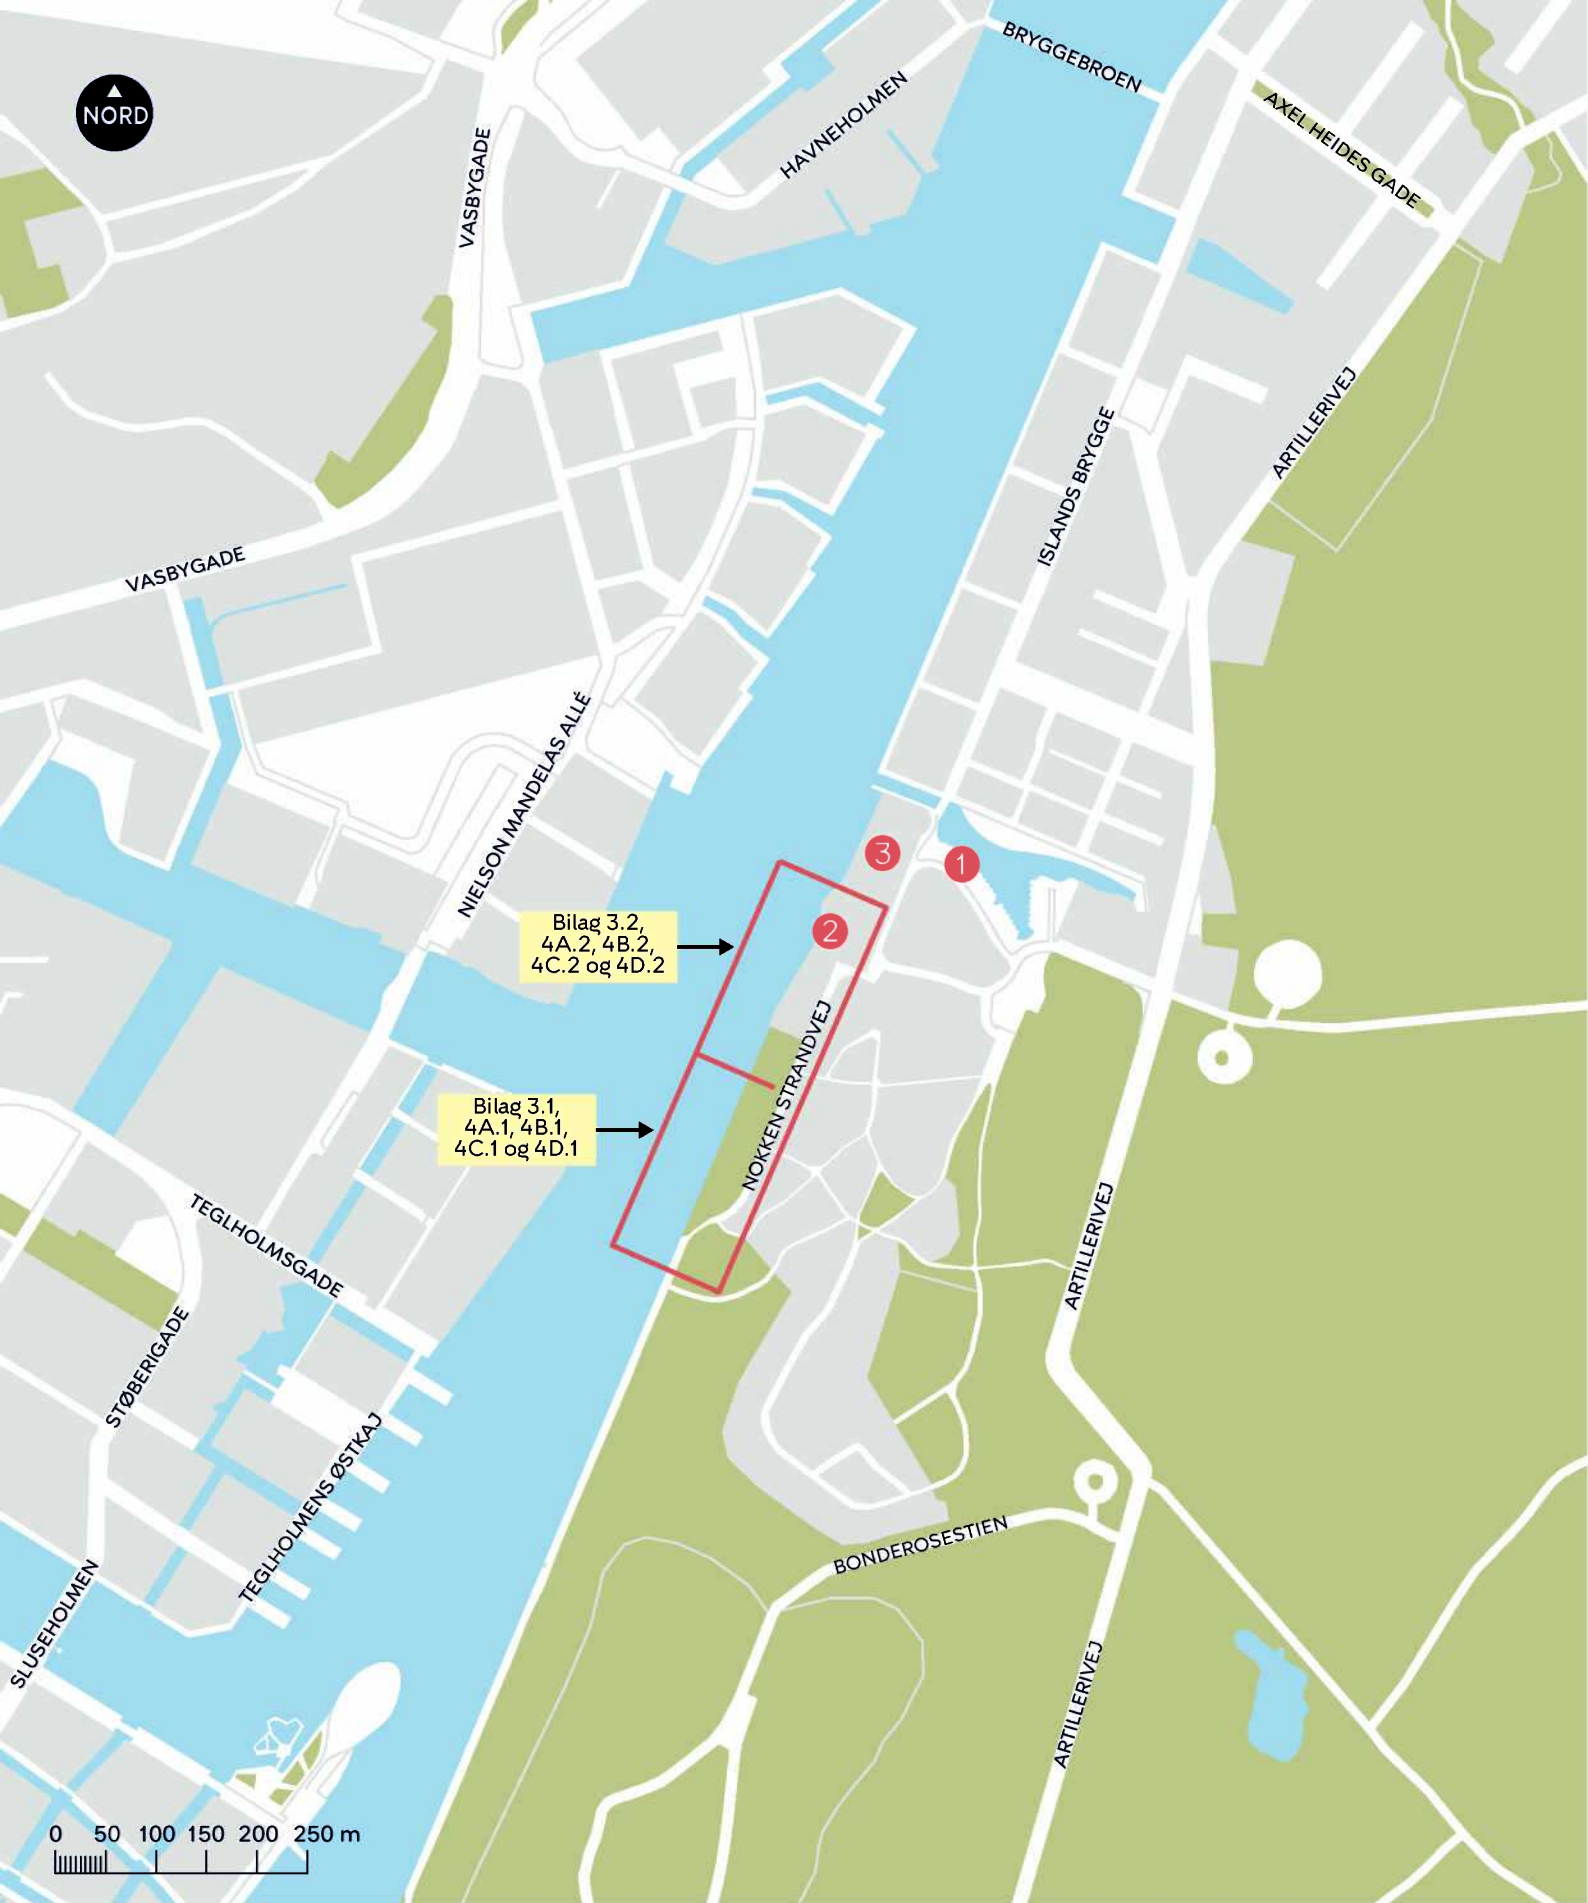 BRYGGEBROEN
NORD
HAVNEHOLMEN
AXEL HEIDES GADE
VASBYGADE
ARTILLERIVEJ
ISLANDS BRYGGE
VASBYGADE
NIELSON MANDELAS ALLÉ
3
1
2
Bilag 3.2,
4A.2, 4B.2,
4C.2 og 4D.2
NOKKEN STRANDVEJ
Bilag 3.1,
4A.1, 4B.1,
4C.1 og 4D.1
TEGLHOLMSGADE
ARTILLERIVEJ
STØBERIGADE
TEGLHOLMENS ØSTKAJ
BONDEROSESTIEN
SLUSEHOLMEN
ARTILLERIVEJ
0 50 100 150 200 250 m